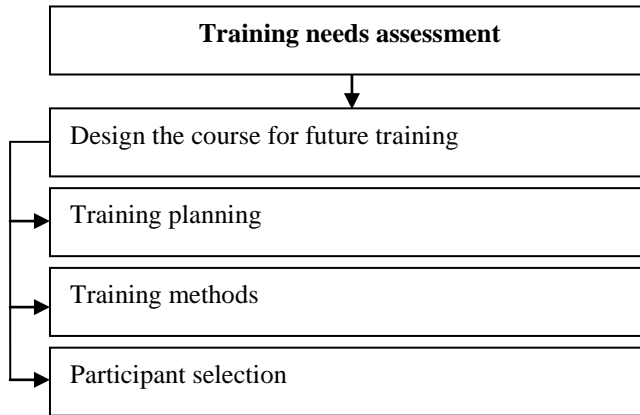 Training needs assessment
Design the course for future training
Training planning
Training methods
Participant selection